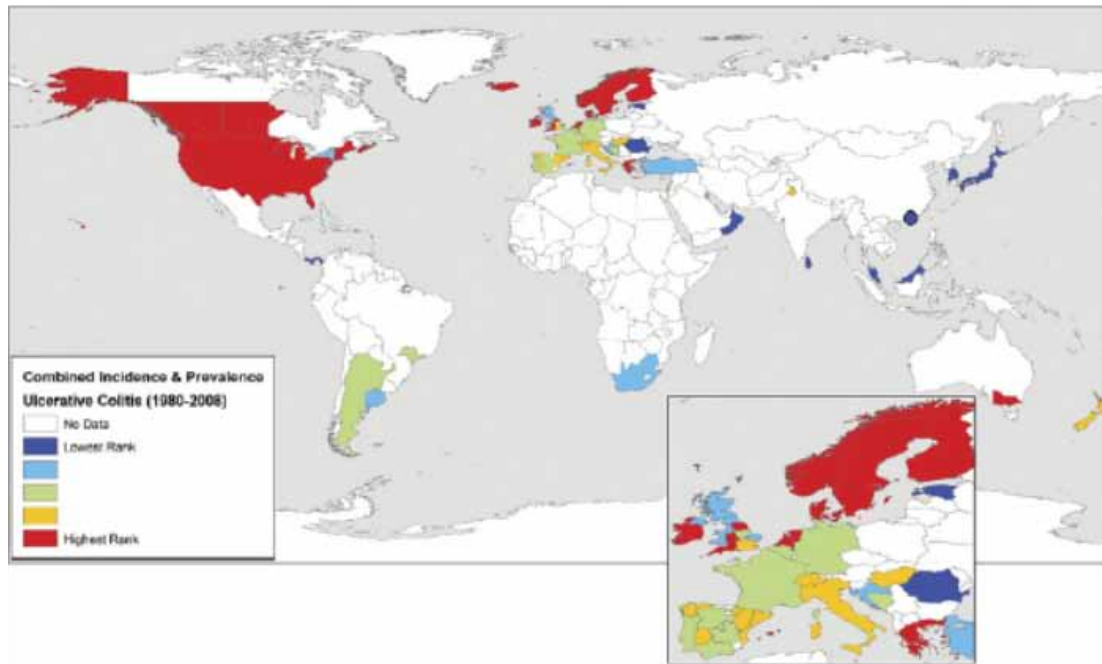 Combined Incidence & Prevalence
Ulcerative Colitis (1980-2008)
No Data
Lowest Rank
Highest Rank